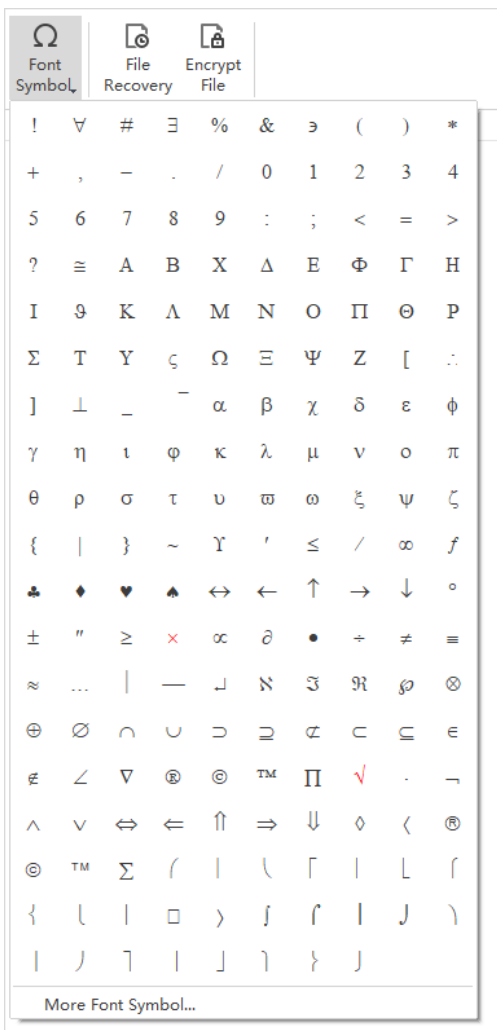 Ω
Font Symbol
File Recovery
Encrypt File
! ∀ # ∃ % & ϶ ( ) *
+ , − . / 0 1 2 3 4
5 6 7 8 9 : ; < = >
? ≅ Α Β Χ Δ Ε Φ Γ Η
Ι ϑ Κ Λ Μ Ν Ο Π Θ Ρ
Σ Τ Υ ς Ω Ξ Ψ Ζ [ ∴
] ⊥ _ ‾ α β χ δ ε ϕ
γ η ι φ κ λ μ ν ο π
θ ρ σ τ υ ϖ ω ξ ψ ζ
{ | } ~ ϒ ′ ≤ ⁄ ∞ ƒ
♣ ♦ ♥ ♠ ↔ ← ↑ → ↓ °
± ″ ≥ × ∝ ∂ • ÷ ≠ ≡
≈ … ⏐ ⎯ ↵ ℵ ℑ ℜ ℘ ⊗
⊕ ∅ ∩ ∪ ⊃ ⊇ ⊄ ⊂ ⊆ ∈
∉ ∠ ∇ ® © ™ ∏ √ ⋅ ¬
∧ ∨ ⇔ ⇐ ⇑ ⇒ ⇓ ◊ 〈 ®
© ™ ∑ ⎛ ⎜ ⎝ ⎡ ⎢ ⎣ ⎧
⎨ ⎩ ⎪ □ 〉 ∫ ⌠ ⎮ ⌡ ⎞
⎟ ⎠ ⎤ ⎥ ⎦ ⎫ ⎬ ⎭
More Font Symbol...